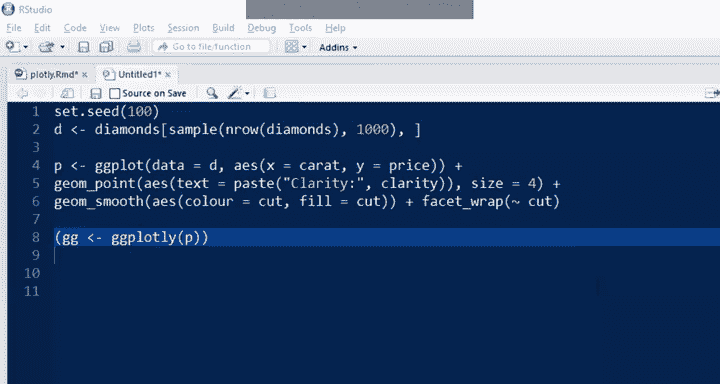 RStudio
File Edit Code View Plots Session Build Debug Tools Help
Go to file/function Addins
plotly.Rmd* × Untitled1* ×
Source on Save
1 set.seed(100)
2 d <- diamonds[sample(nrow(diamonds), 1000), ]
3
4 p <- ggplot(data = d, aes(x = carat, y = price)) +
5 geom_point(aes(text = paste("Clarity:", clarity)), size = 4) +
6 geom_smooth(aes(colour = cut, fill = cut)) + facet_wrap(~ cut)
7
8 (gg <- ggplotly(p))
9
10
11